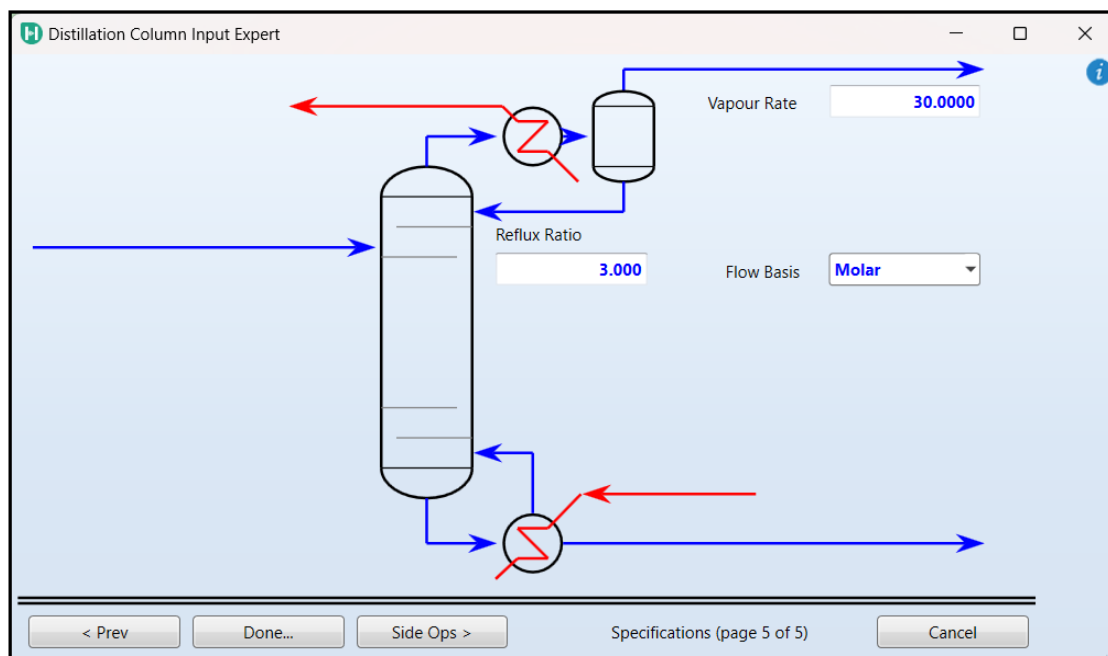 Distillation Column Input Expert
i
Vapour Rate 30.0000
Reflux Ratio
3.000 Flow Basis Molar
< Prev Done... Side Ops > Specifications (page 5 of 5) Cancel